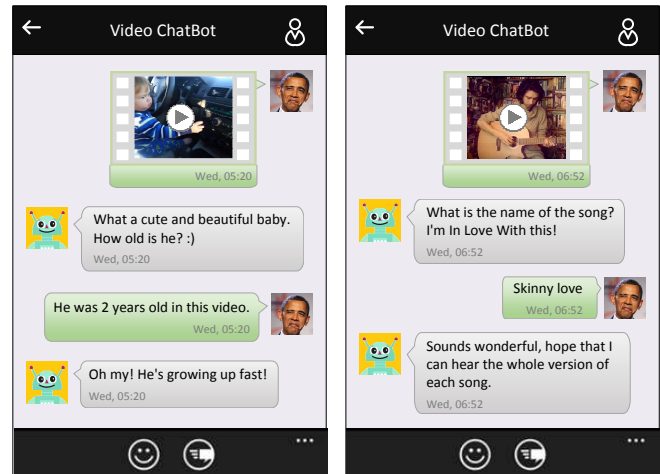 Video ChatBot
Wed, 05:20
What a cute and beautiful baby.
How old is he? :)
Wed, 05:20
He was 2 years old in this video.
Wed, 05:20
Oh my! He's growing up fast!
Wed, 05:20
Video ChatBot
Wed, 06:52
What is the name of the song?
I'm In Love With this!
Wed, 06:52
Skinny love
Wed, 06:52
Sounds wonderful, hope that I
can hear the whole version of
each song.
Wed, 06:52